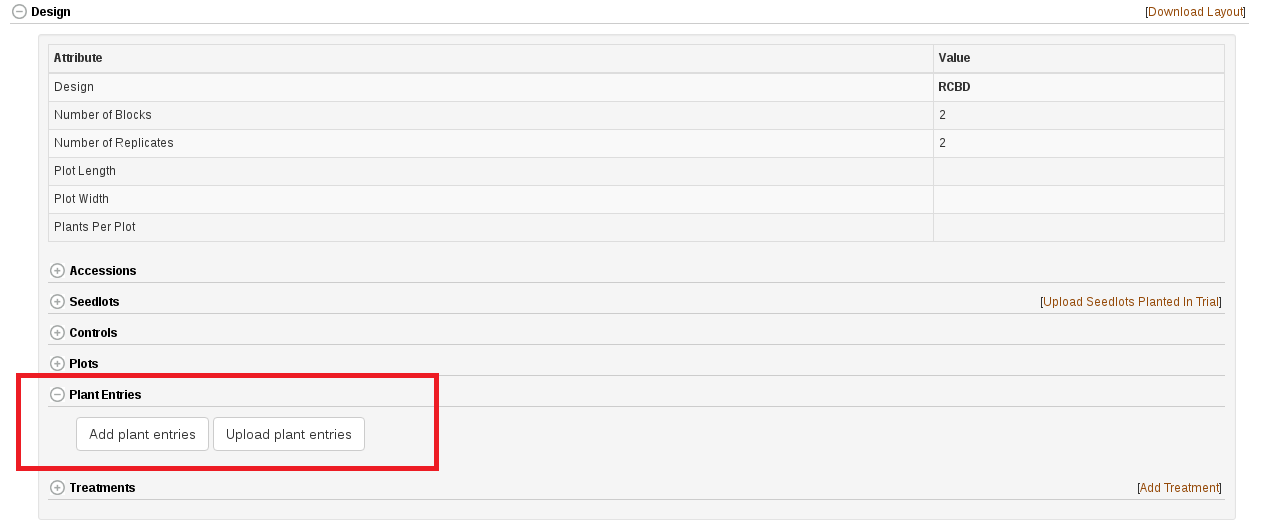 Design [Download Layout]
Attribute Value
Design RCBD
Number of Blocks 2
Number of Replicates 2
Plot Length
Plot Width
Plants Per Plot
Accessions
Seedlots [Upload Seedlots Planted In Trial]
Controls
Plots
Plant Entries
Add plant entries Upload plant entries
Treatments [Add Treatment]